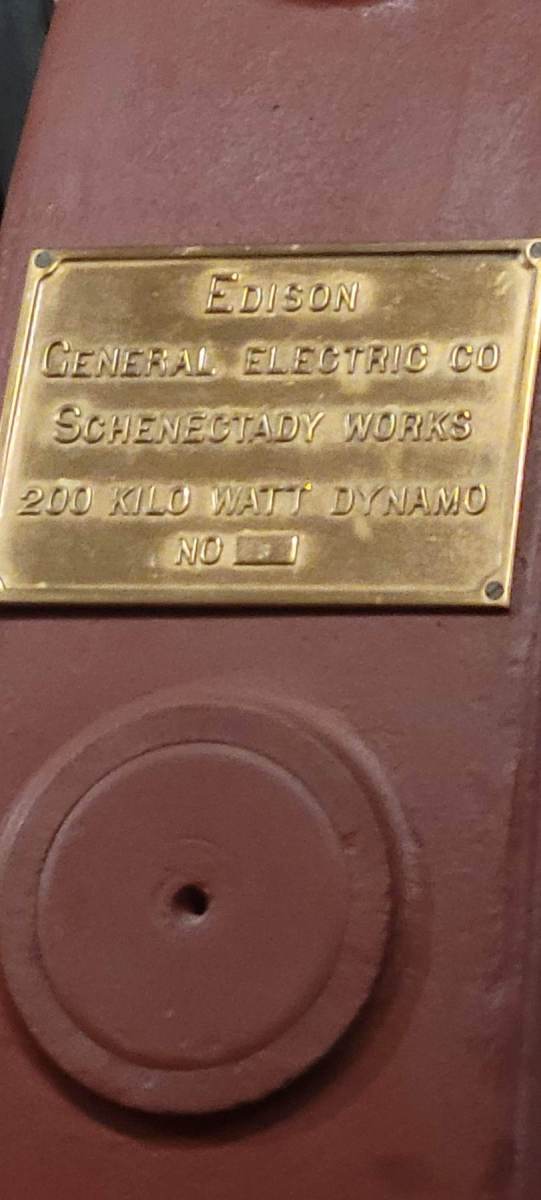 EDISON
GENERAL ELECTRIC CO
SCHENECTADY WORKS
200 KILO WATT DYNAMO
NO